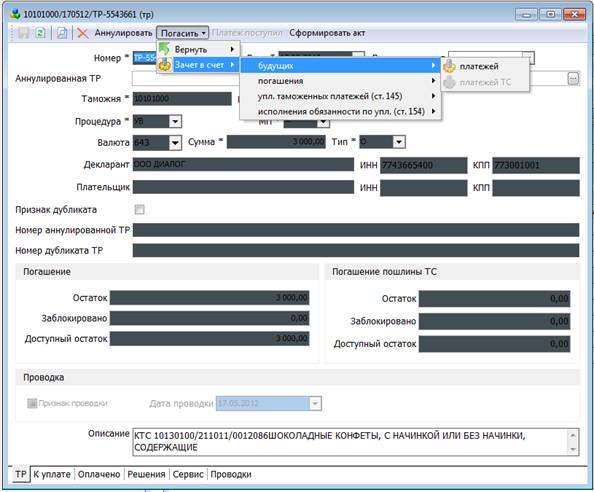 10101000/170512/ТР-5543661 (тр)
Аннулировать Погасить Платеж поступил Сформировать акт
Вернуть
Зачет в счет
будущих
погашения
упл. таможенных платежей (ст. 145)
исполнения обязанности по упл. (ст. 154)
платежей
платежей ТС
Номер * ТР-55
Аннулированная ТР
Таможня * 10101000
Процедура * УВ
Валюта 643 Сумма * 3 000,00 Тип * О
Декларант ООО ДИАЛОГ ИНН 7743665400 КПП 773001001
Плательщик ИНН КПП
Признак дубликата
Номер аннулированной ТР
Номер дубликата ТР
Погашение
Остаток 3 000,00
Заблокировано 0,00
Доступный остаток 3 000,00
Погашение пошлины ТС
Остаток 0,00
Заблокировано 0,00
Доступный остаток 0,00
Проводка
Признак проводки Дата проводки 17.05.2012
Описание КТС 10130100/211011/0012086ШОКОЛАДНЫЕ КОНФЕТЫ, С НАЧИНКОЙ ИЛИ БЕЗ НАЧИНКИ,
СОДЕРЖАЩИЕ
ТР К уплате Оплачено Решения Сервис Проводки